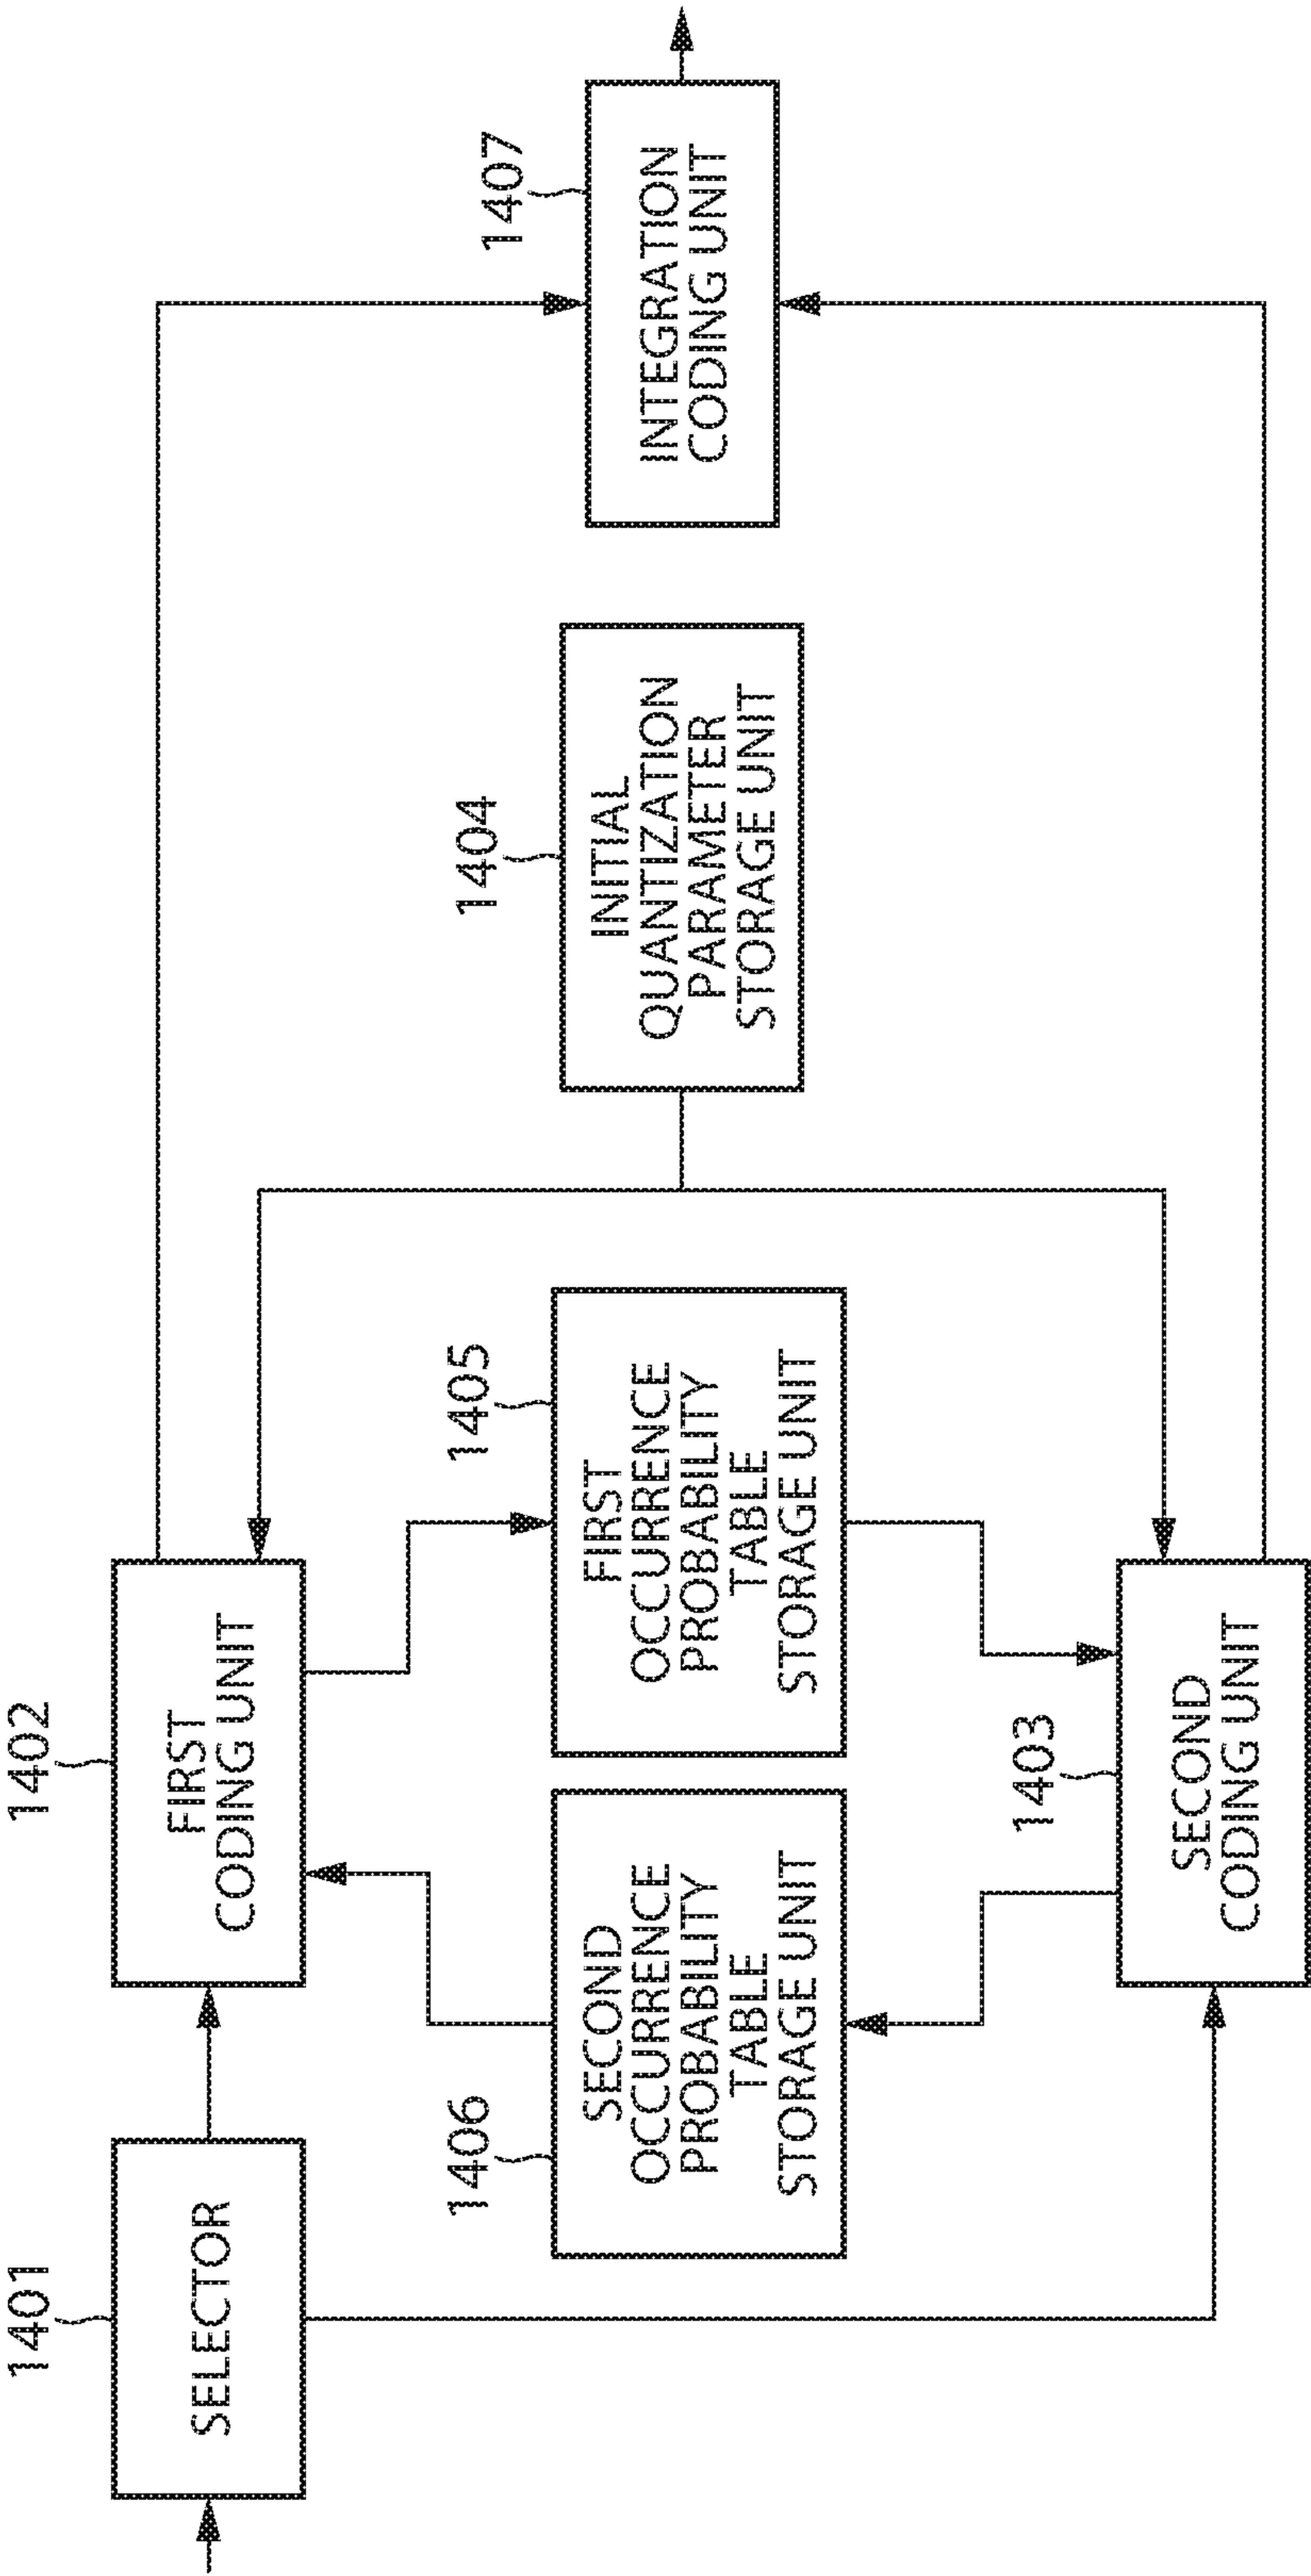 1401
SELECTOR
1402
FIRST
CODING UNIT
1406
SECOND
OCCURRENCE
PROBABILITY
TABLE
STORAGE UNIT
1405
FIRST
OCCURRENCE
PROBABILITY
TABLE
STORAGE UNIT
1403
SECOND
CODING UNIT
1404
INITIAL
QUANTIZATION
PARAMETER
STORAGE UNIT
1407
INTEGRATION
CODING UNIT